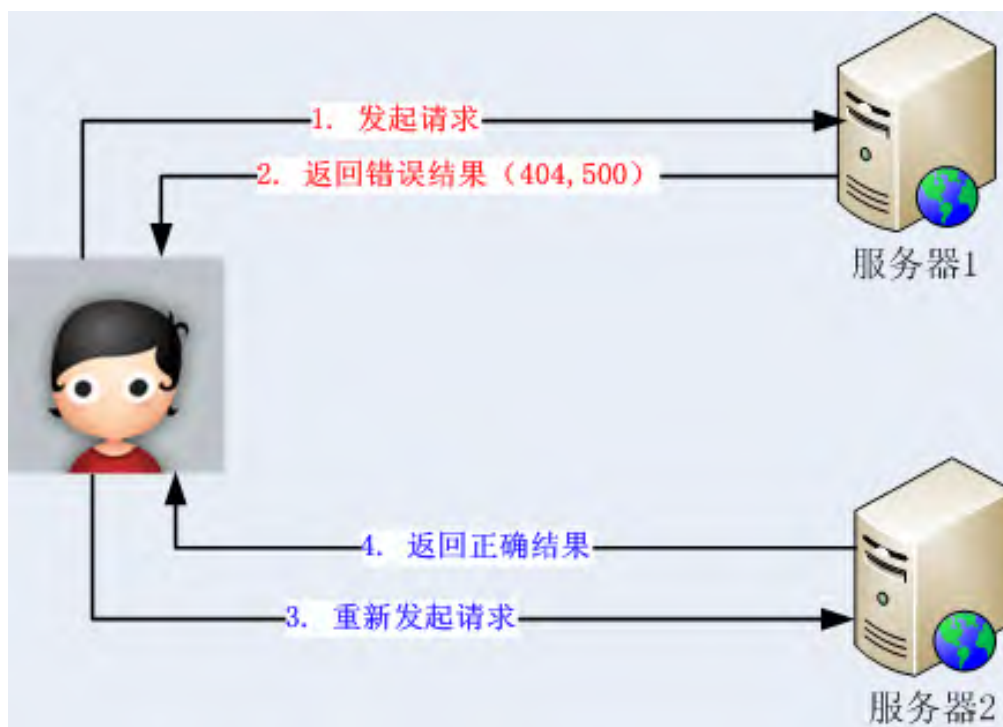 1. 发起请求
2. 返回错误结果（404,500）
服务器1
4. 返回正确结果
3. 重新发起请求
服务器2